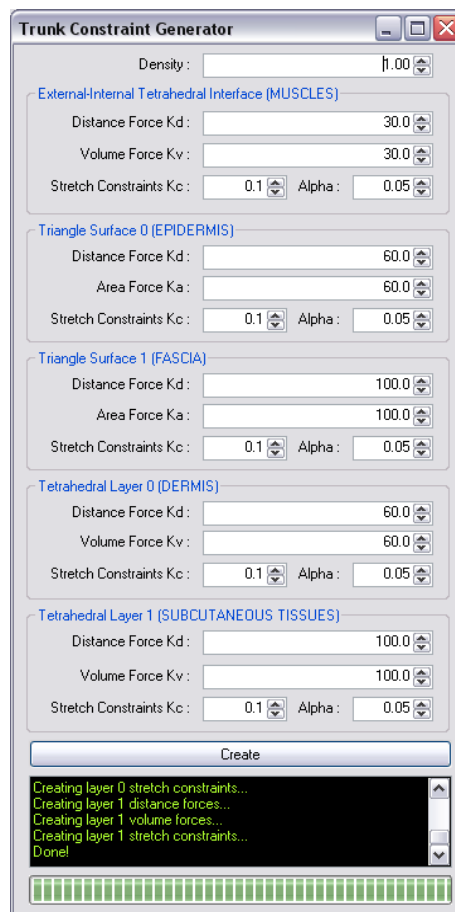 Trunk Constraint Generator
Density : 1.00
External-Internal Tetrahedral Interface (MUSCLES)
Distance Force Kd : 30.0
Volume Force Kv : 30.0
Stretch Constraints Kc : 0.1 Alpha : 0.05
Triangle Surface 0 (EPIDERMIS)
Distance Force Kd : 60.0
Area Force Ka : 60.0
Stretch Constraints Kc : 0.1 Alpha : 0.05
Triangle Surface 1 (FASCIA)
Distance Force Kd : 100.0
Area Force Ka : 100.0
Stretch Constraints Kc : 0.1 Alpha : 0.05
Tetrahedral Layer 0 (DERMIS)
Distance Force Kd : 60.0
Volume Force Kv : 60.0
Stretch Constraints Kc : 0.1 Alpha : 0.05
Tetrahedral Layer 1 (SUBCUTANEOUS TISSUES)
Distance Force Kd : 100.0
Volume Force Kv : 100.0
Stretch Constraints Kc : 0.1 Alpha : 0.05
Create
Creating layer 0 stretch constraints...
Creating layer 1 distance forces...
Creating layer 1 volume forces...
Creating layer 1 stretch constraints...
Done!